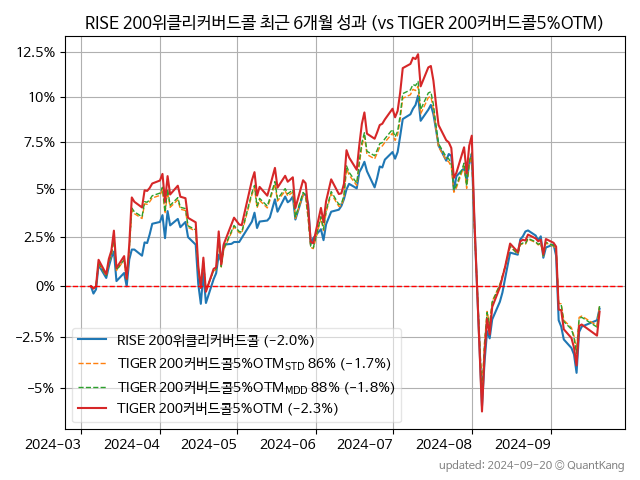 RISE 200위클리커버드콜 최근 6개월 성과 (vs TIGER 200커버드콜5%OTM)
12.5%
10%
7.5%
5%
2.5%
0%
−2.5%
−5%
RISE 200위클리커버드콜 (−2.0%)
TIGER 200커버드콜5%OTM STD 86% (−1.7%)
TIGER 200커버드콜5%OTM MDD 88% (−1.8%)
TIGER 200커버드콜5%OTM (−2.3%)
2024-03 2024-04 2024-05 2024-06 2024-07 2024-08 2024-09
updated: 2024-09-20 © QuantKang